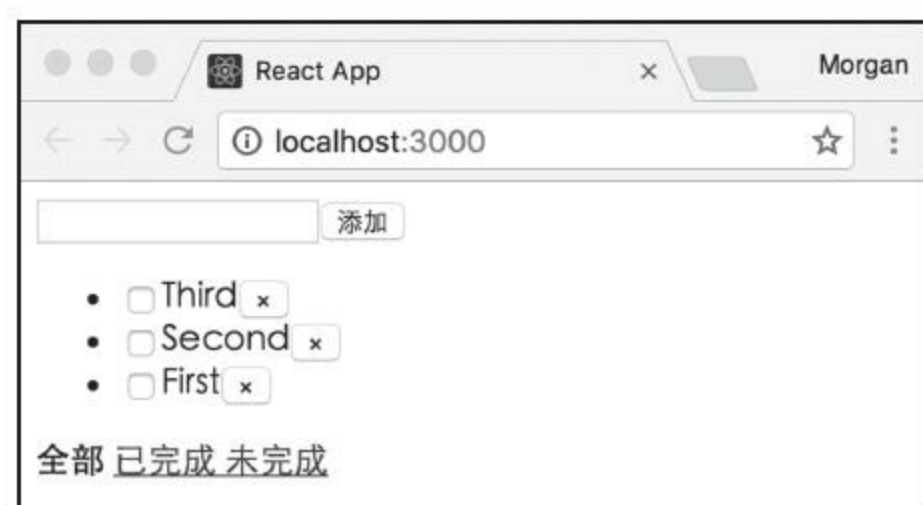 React App × Morgan
localhost:3000
添加
Third ×
Second ×
First ×
全部 已完成 未完成